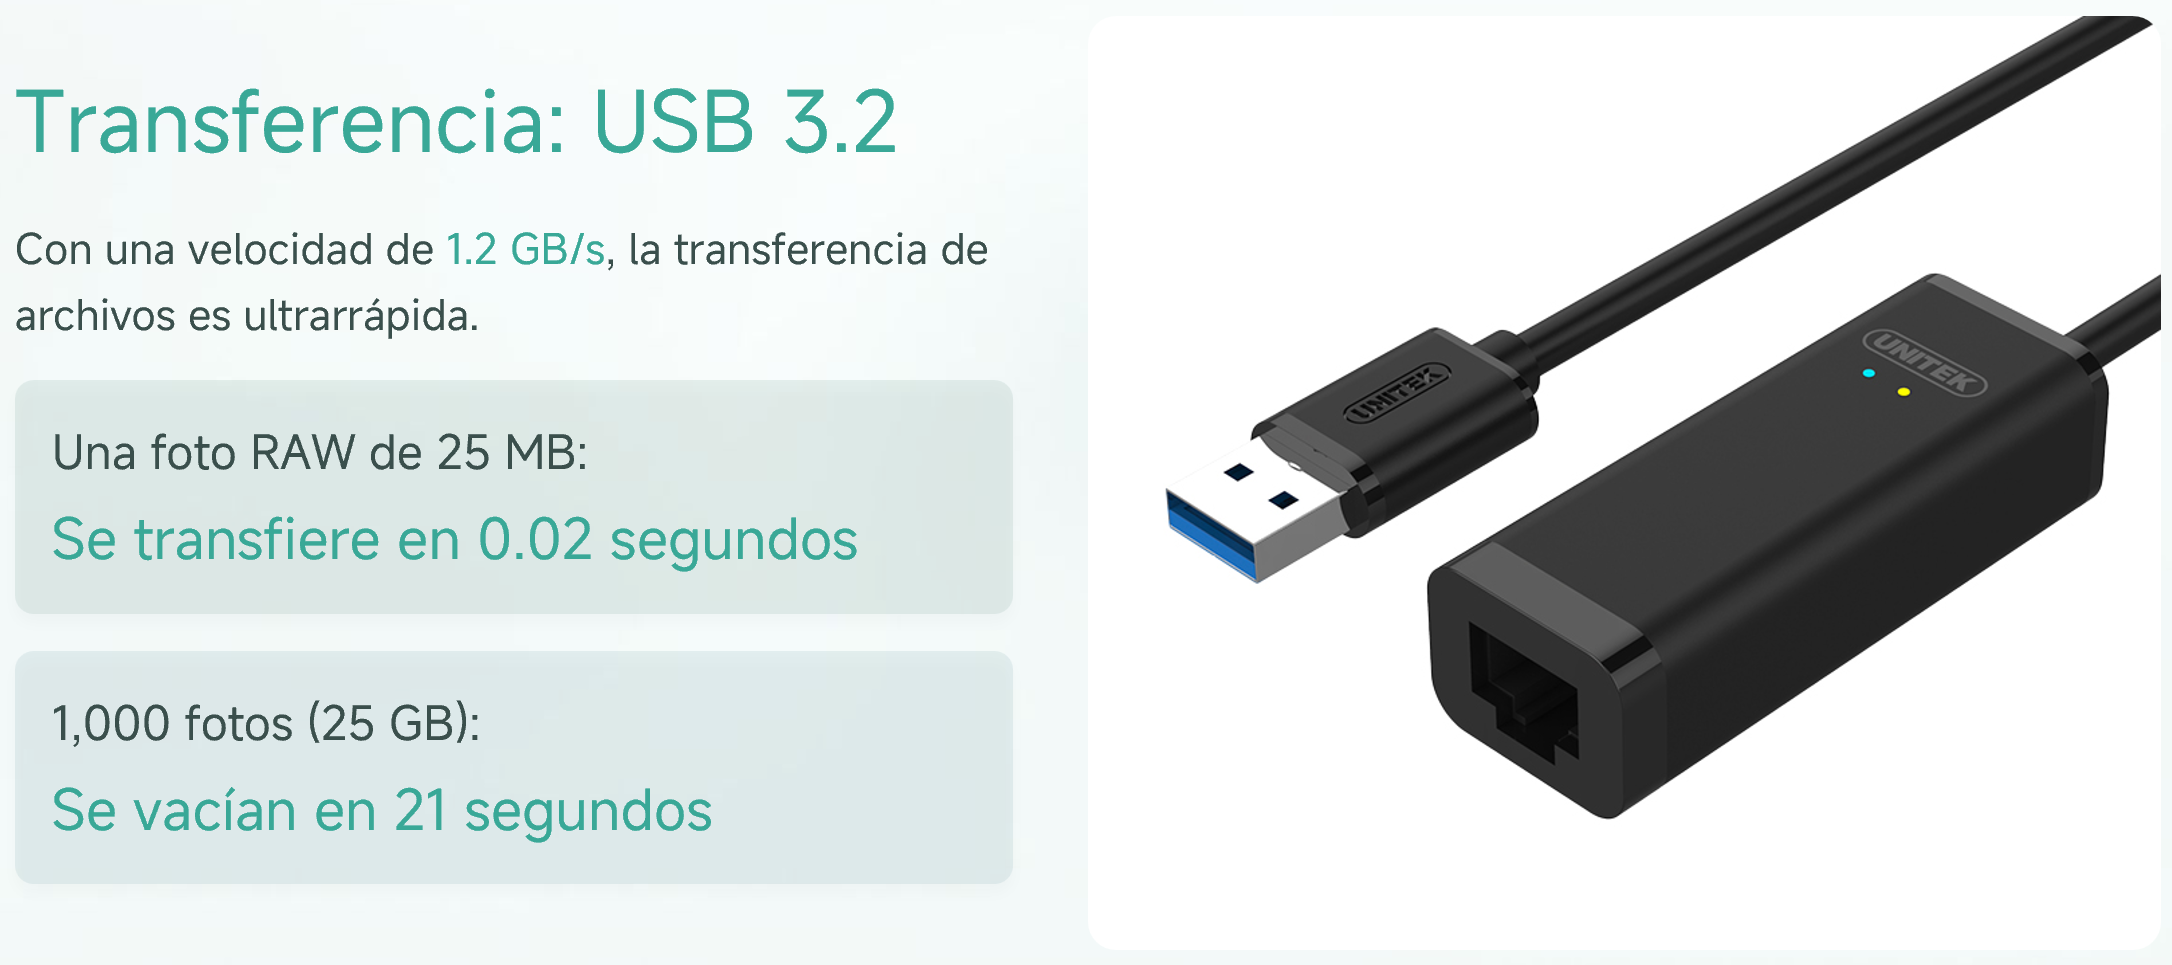 Transferencia: USB 3.2
Con una velocidad de 1.2 GB/s, la transferencia de
archivos es ultrarrápida.
Una foto RAW de 25 MB:
Se transfiere en 0.02 segundos
1,000 fotos (25 GB):
Se vacían en 21 segundos
UNITEK
UNITEK